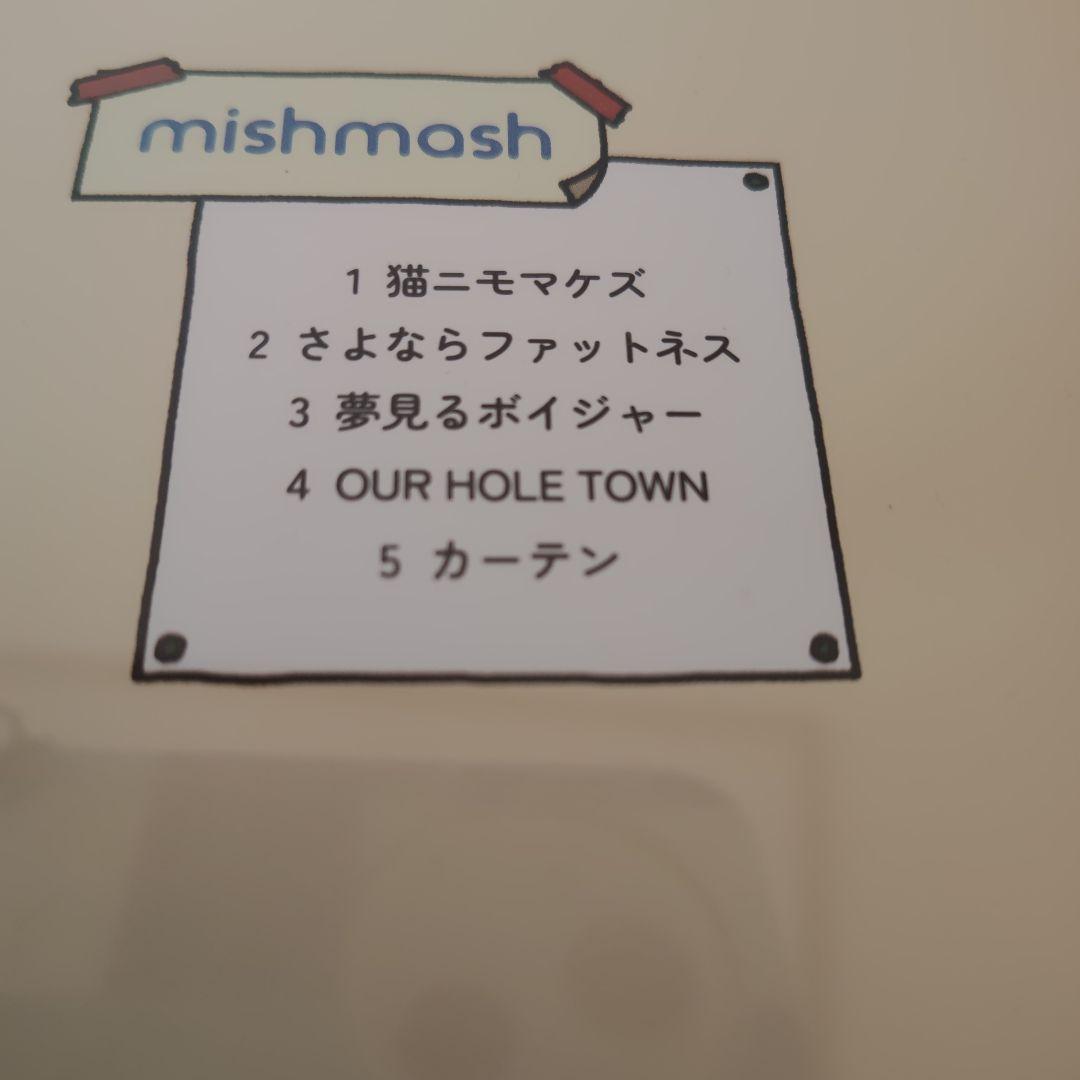 mishmash
1 猫ニモマケズ
2 さよならファットネス
3 夢見るボイジャー
4 OUR HOLE TOWN
5 カーテン